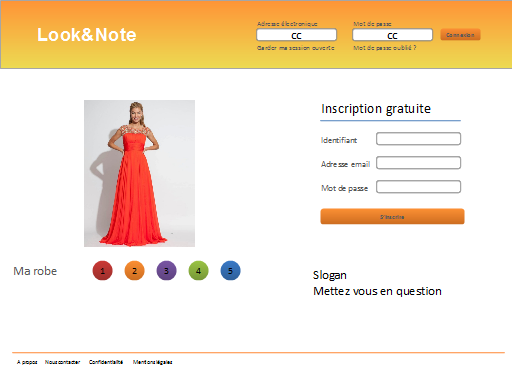 Look&Note
Adresse électronique
Mot de passe
CC
CC
Connexion
Garder ma session ouverte
Mot de passe oublié ?
Inscription gratuite
Identifiant
Adresse email
Mot de passe
S'inscrire
Ma robe
1 2 3 4 5
Slogan
Mettez vous en question
A propos Nous contacter Confidentialité Mentions légales